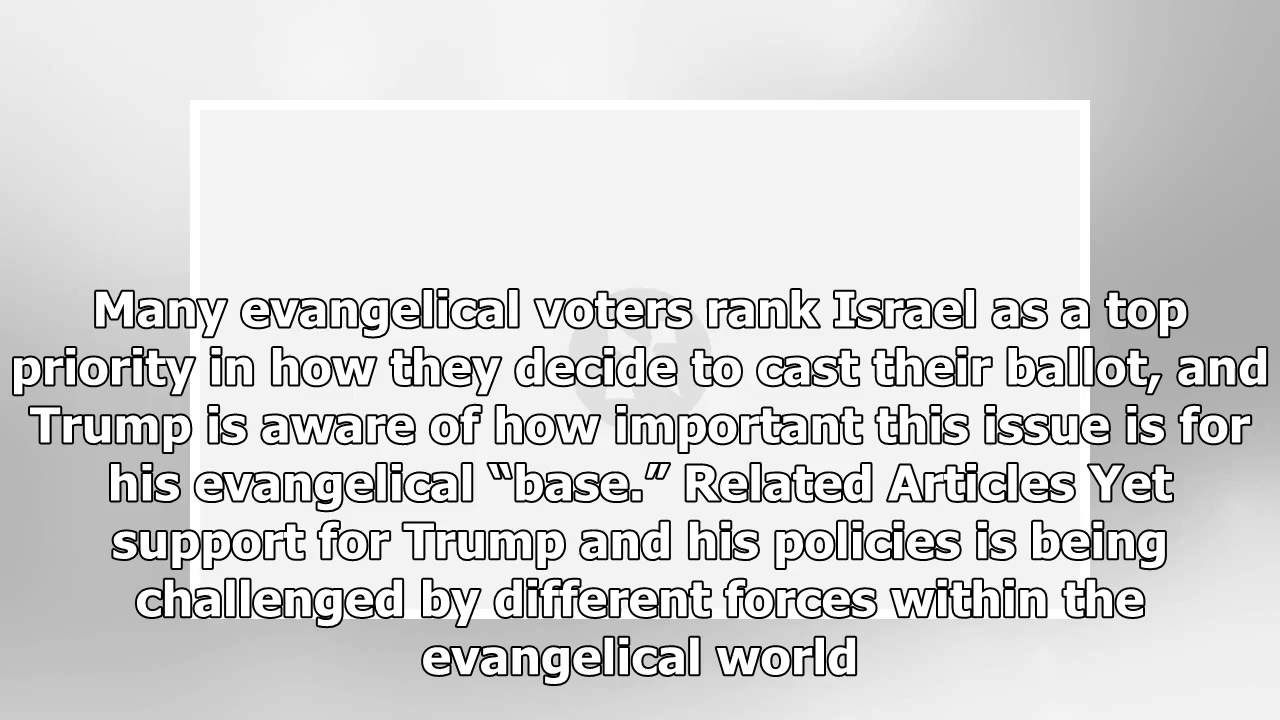 Many evangelical voters rank Israel as a top
priority in how they decide to cast their ballot, and
Trump is aware of how important this issue is for
his evangelical “base.” Related Articles Yet
support for Trump and his policies is being
challenged by different forces within the
evangelical world